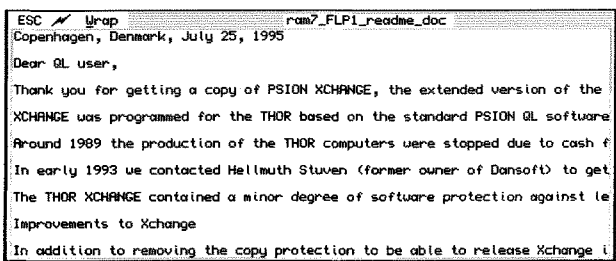 ESC Wrap ram7_FLP1_readme_doc
Copenhagen, Denmark, July 25, 1995
Dear QL user,
Thank you for getting a copy of PSION XCHANGE, the extended version of the
XCHANGE was programmed for the THOR based on the standard PSION QL software
Around 1989 the production of the THOR computers were stopped due to cash f
In early 1993 we contacted Hellmuth Stuven (former owner of Dansoft) to get
The THOR XCHANGE contained a minor degree of software protection against le
Improvements to Xchange
In addition to removing the copy protection to be able to release Xchange i